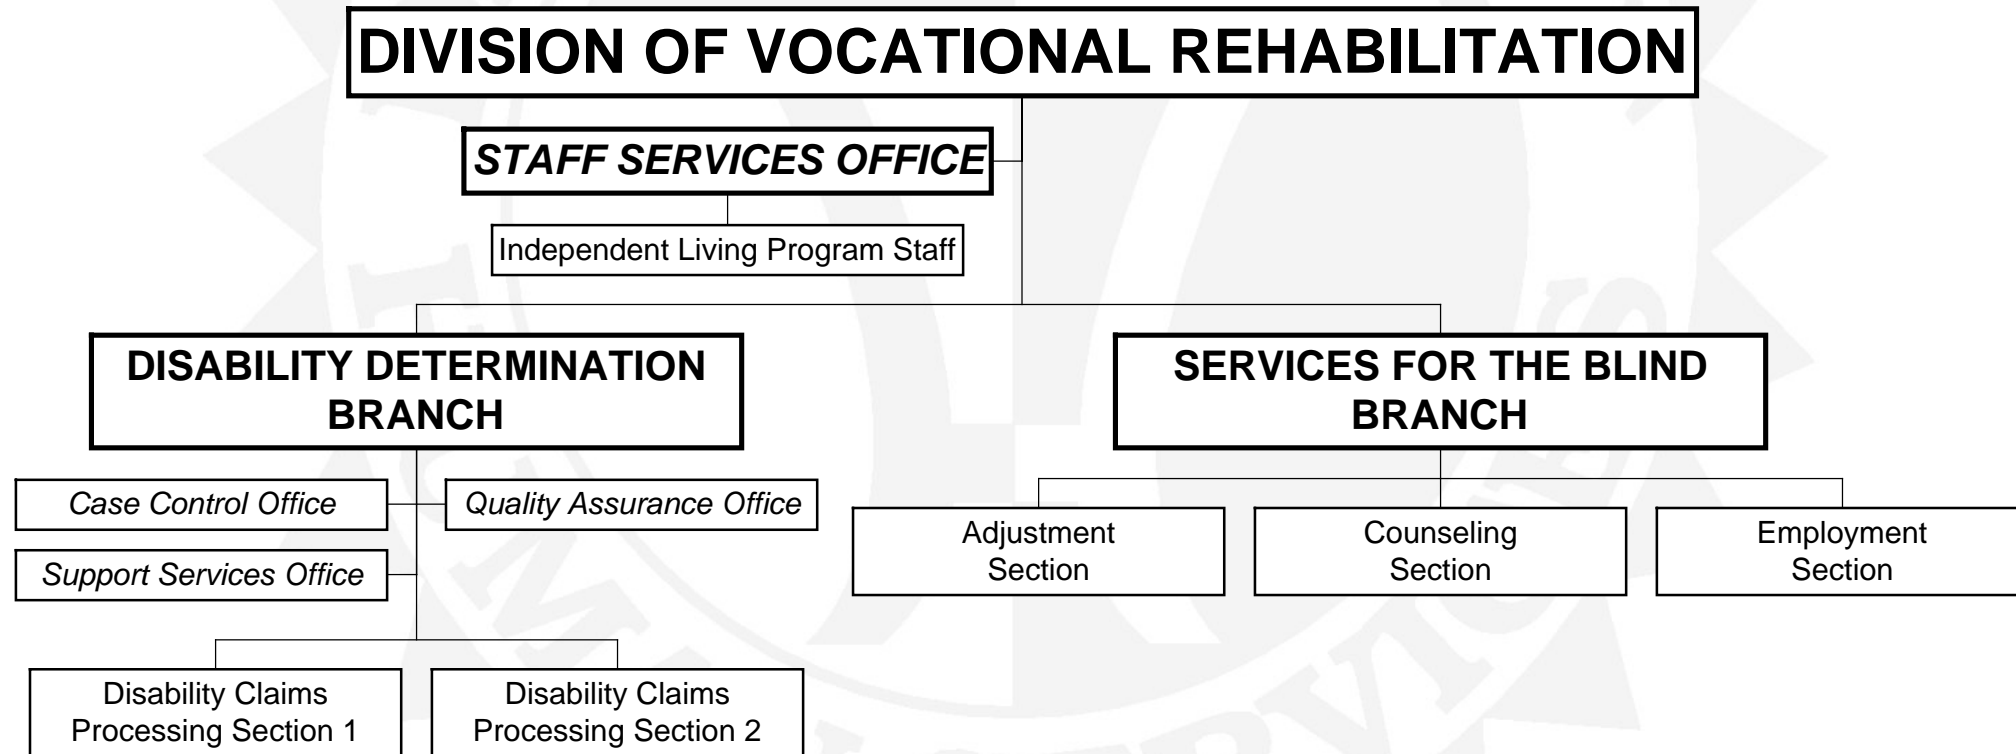 DIVISION OF VOCATIONAL REHABILITATION
STAFF SERVICES OFFICE
Independent Living Program Staff
DISABILITY DETERMINATION
BRANCH
SERVICES FOR THE BLIND
BRANCH
Case Control Office
Quality Assurance Office
Support Services Office
Adjustment
Section
Counseling
Section
Employment
Section
Disability Claims
Processing Section 1
Disability Claims
Processing Section 2